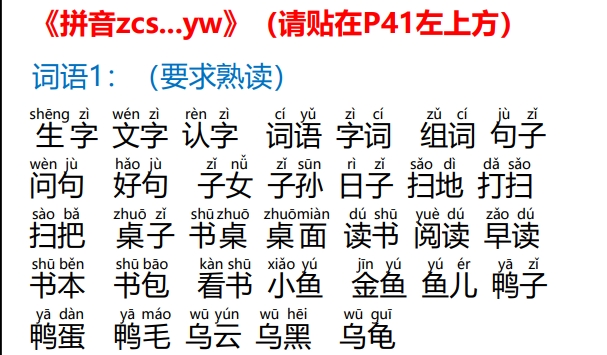 《拼音zcs...yw》（请贴在P41左上方）
词语1：（要求熟读）
shēng zì wén zì rèn zì cí yǔ zì cí zǔ cí jù zǐ
生字 文字 认字 词语 字词 组词 句子
wèn jù hǎo jù zǐ nǚ zǐ sūn rì zǐ sǎo dì dǎ sǎo
问句 好句 子女 子孙 日子 扫地 打扫
sào bǎ zhuō zǐ shū zhuō zhuō miàn dú shū yuè dú zǎo dú
扫把 桌子 书桌 桌面 读书 阅读 早读
shū běn shū bāo kàn shū xiǎo yú jīn yú yú ér yā zǐ
书本 书包 看书 小鱼 金鱼 鱼儿 鸭子
yā dàn yā máo wū yún wū hēi wū guī
鸭蛋 鸭毛 乌云 乌黑 乌龟